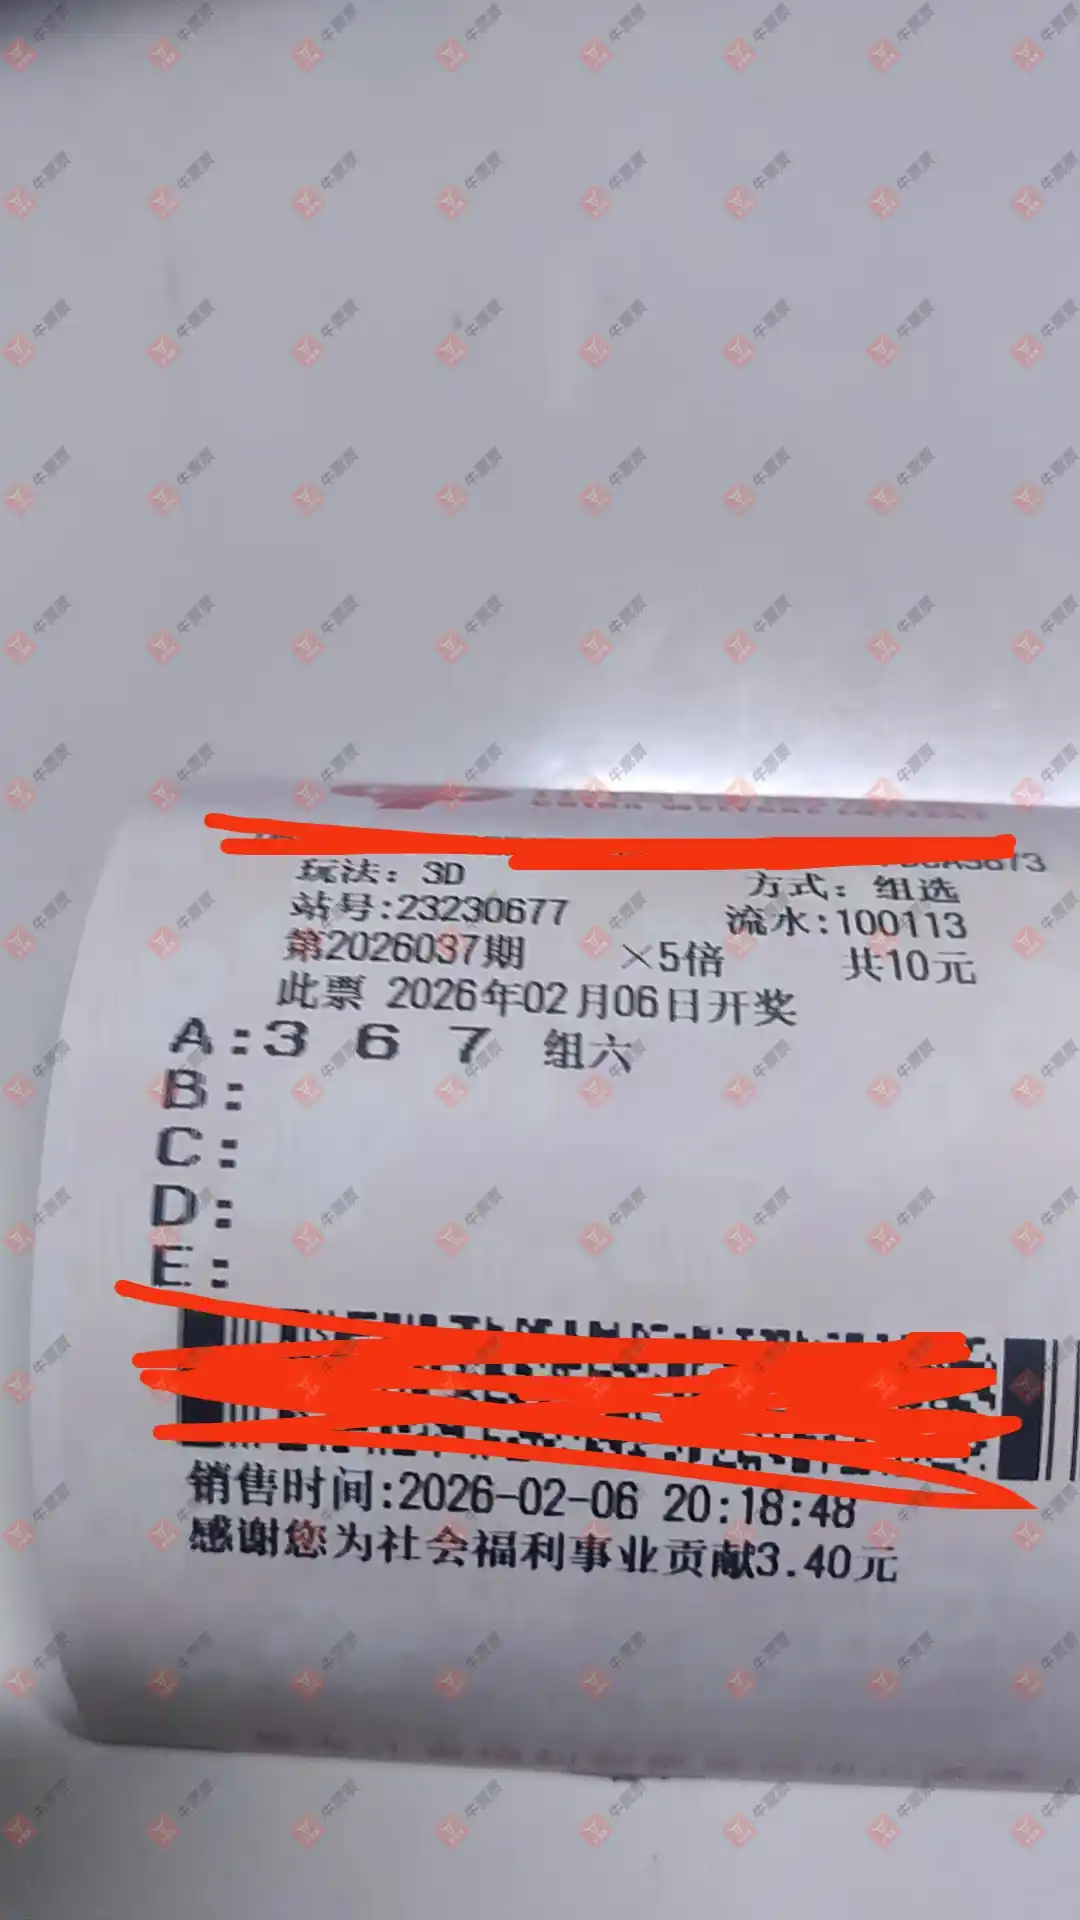 玩法：3D
方式：组选
站号:23230677
流水:100113
第2026037期 ×5倍 共10元
此票 2026年02月06日开奖
A:3 6 7 组六
B:
C:
D:
E:
销售时间:2026-02-06 20:18:48
感谢您为社会福利事业贡献3.40元
牛票票